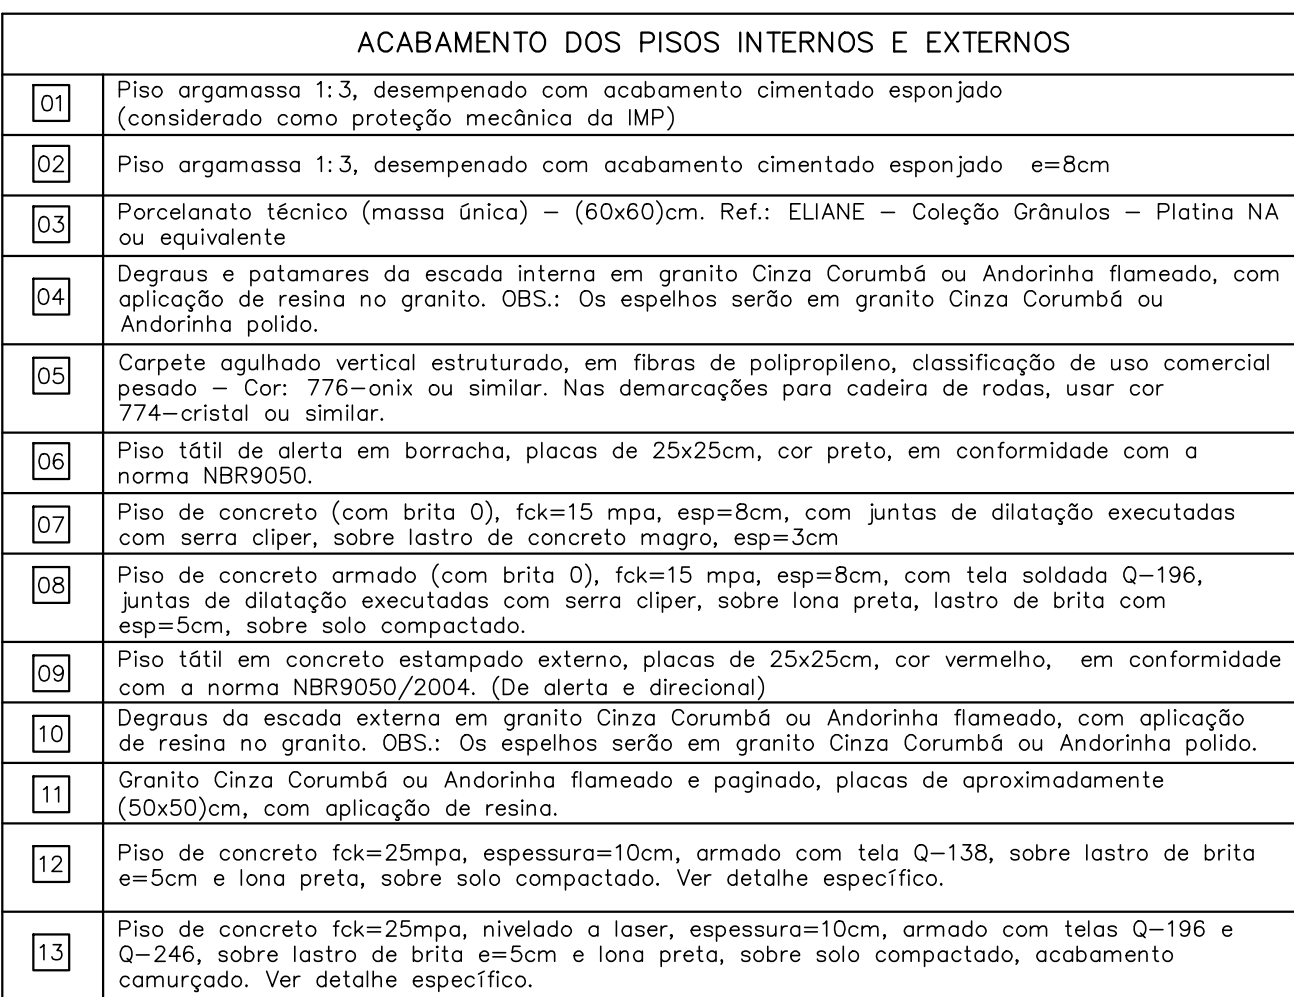 ACABAMENTO DOS PISOS INTERNOS E EXTERNOS
01
Piso argamassa 1:3, desempenado com acabamento cimentado esponjado
(considerado como proteção mecânica da IMP)
02
Piso argamassa 1:3, desempenado com acabamento cimentado esponjado e=8cm
03
Porcelanato técnico (massa única) – (60x60)cm. Ref.: ELIANE – Coleção Grânulos – Platina NA
ou equivalente
04
Degraus e patamares da escada interna em granito Cinza Corumbá ou Andorinha flameado, com
aplicação de resina no granito. OBS.: Os espelhos serão em granito Cinza Corumbá ou
Andorinha polido.
05
Carpete agulhado vertical estruturado, em fibras de polipropileno, classificação de uso comercial
pesado – Cor: 776–onix ou similar. Nas demarcações para cadeira de rodas, usar cor
774–cristal ou similar.
06
Piso tátil de alerta em borracha, placas de 25x25cm, cor preto, em conformidade com a
norma NBR9050.
07
Piso de concreto (com brita 0), fck=15 mpa, esp=8cm, com juntas de dilatação executadas
com serra cliper, sobre lastro de concreto magro, esp=3cm
08
Piso de concreto armado (com brita 0), fck=15 mpa, esp=8cm, com tela soldada Q–196,
juntas de dilatação executadas com serra cliper, sobre lona preta, lastro de brita com
esp=5cm, sobre solo compactado.
09
Piso tátil em concreto estampado externo, placas de 25x25cm, cor vermelho, em conformidade
com a norma NBR9050/2004. (De alerta e direcional)
10
Degraus da escada externa em granito Cinza Corumbá ou Andorinha flameado, com aplicação
de resina no granito. OBS.: Os espelhos serão em granito Cinza Corumbá ou Andorinha polido.
11
Granito Cinza Corumbá ou Andorinha flameado e paginado, placas de aproximadamente
(50x50)cm, com aplicação de resina.
12
Piso de concreto fck=25mpa, espessura=10cm, armado com tela Q–138, sobre lastro de brita
e=5cm e lona preta, sobre solo compactado. Ver detalhe específico.
13
Piso de concreto fck=25mpa, nivelado a laser, espessura=10cm, armado com telas Q–196 e
Q–246, sobre lastro de brita e=5cm e lona preta, sobre solo compactado, acabamento
camurçado. Ver detalhe específico.